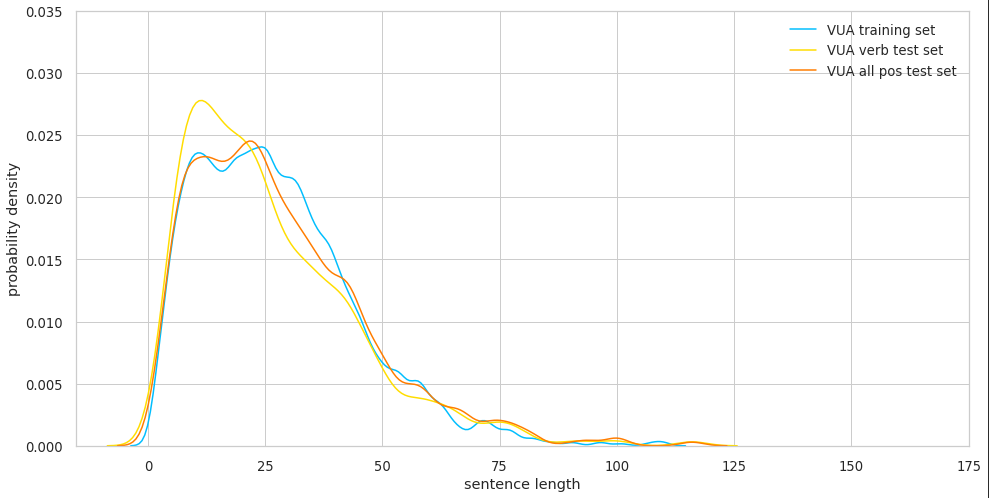 0.035
0.030
0.025
0.020
0.015
0.010
0.005
0.000
probability density
VUA training set
VUA verb test set
VUA all pos test set
0 25 50 75 100 125 150 175
sentence length